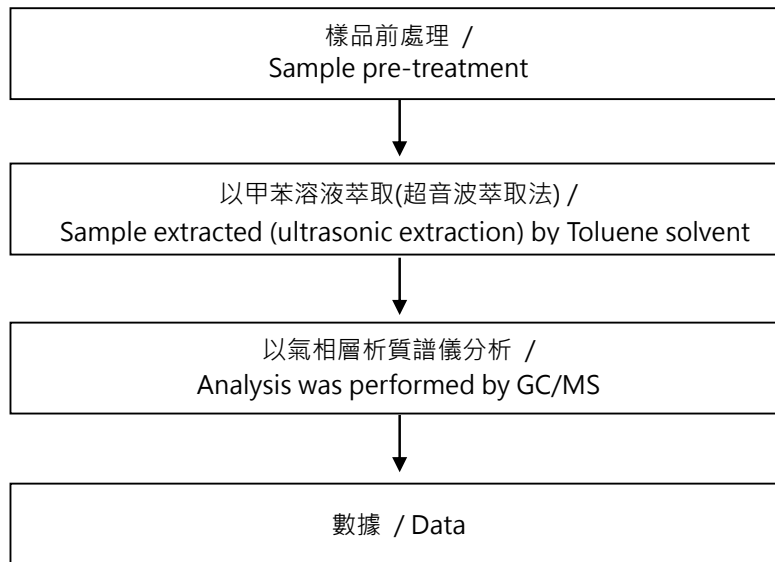 樣品前處理 /
Sample pre-treatment
以甲苯溶液萃取(超音波萃取法) /
Sample extracted (ultrasonic extraction) by Toluene solvent
以氣相層析質譜儀分析 /
Analysis was performed by GC/MS
數據 / Data